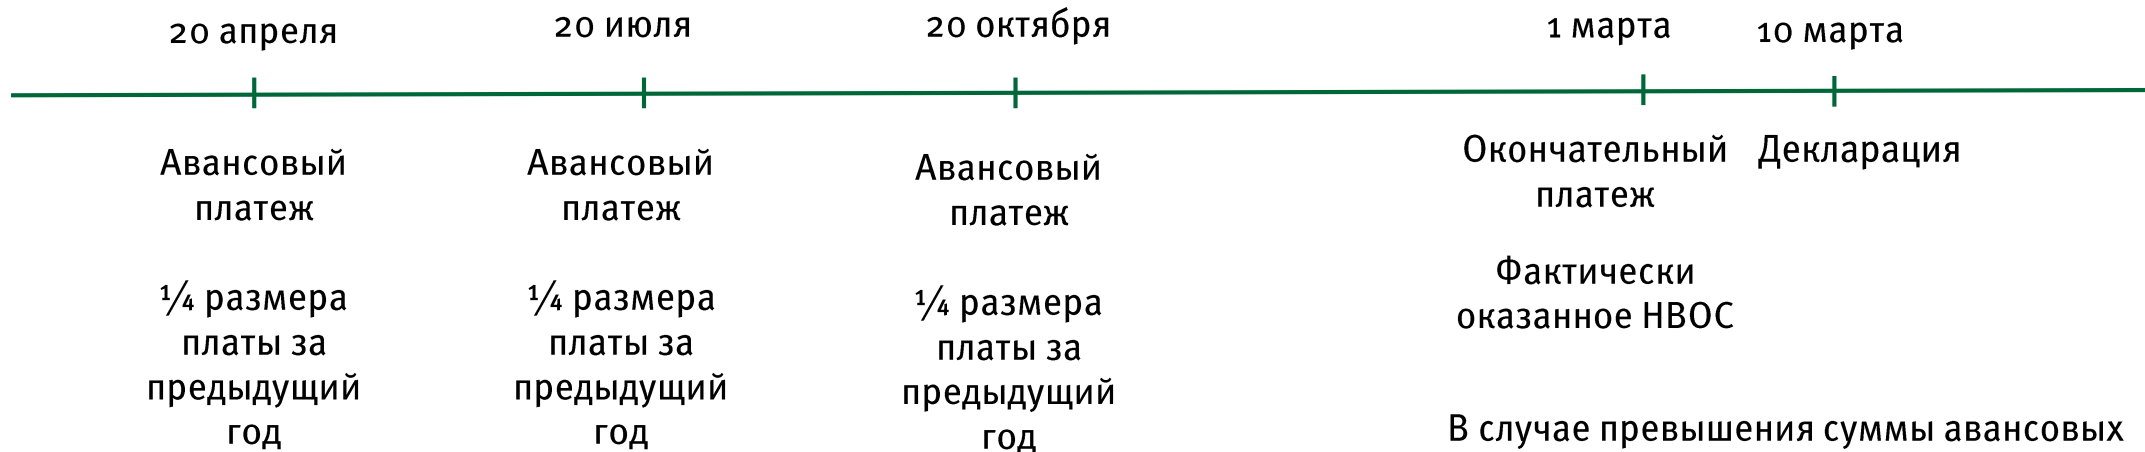 20 апреля
20 июля
20 октября
1 марта
10 марта
Авансовый
платеж
¼ размера
платы за
предыдущий
год
Авансовый
платеж
¼ размера
платы за
предыдущий
год
Авансовый
платеж
¼ размера
платы за
предыдущий
год
Окончательный
платеж
Фактически
оказанное НВОС
Декларация
В случае превышения суммы авансовых